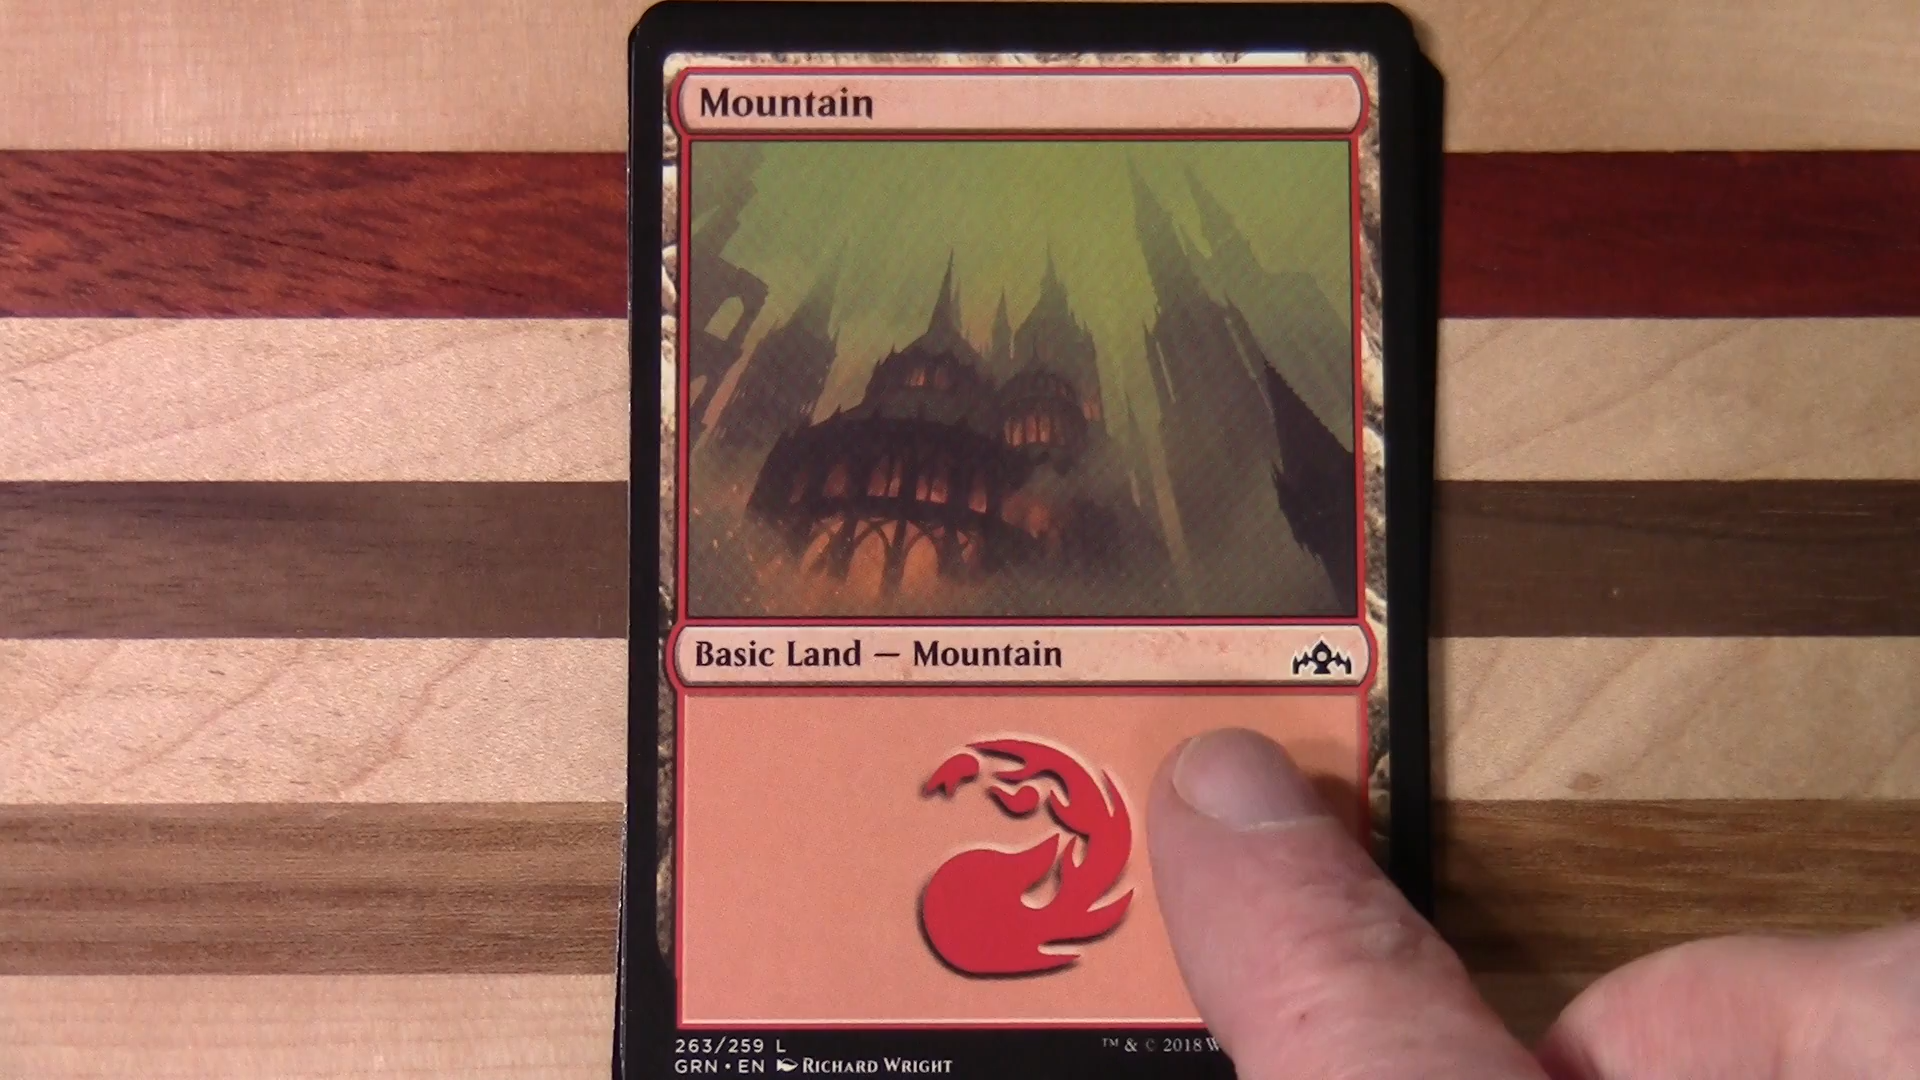 Mountain
Basic Land — Mountain
263/259 L
™ & © 2018
GRN • EN RICHARD WRIGHT